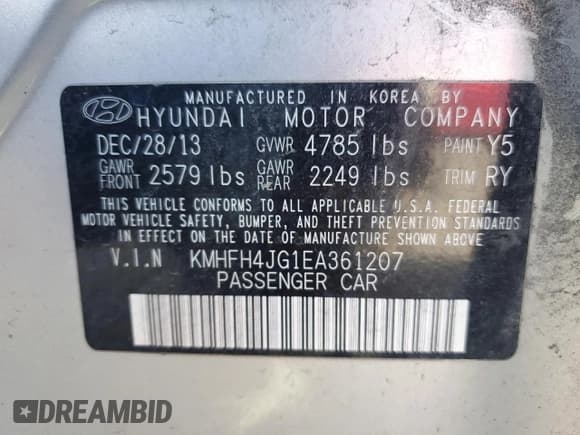 MANUFACTURED IN KOREA BY
HYUNDAI MOTOR COMPANY
DEC/28/13 GVWR 4785 lbs PAINT Y5
GAWR FRONT 2579 lbs GAWR REAR 2249 lbs TRIM RY
THIS VEHICLE CONFORMS TO ALL APPLICABLE U.S.A. FEDERAL
MOTOR VEHICLE SAFETY, BUMPER, AND THEFT PREVENTION STANDARDS
IN EFFECT ON THE DATE OF MANUFACTURE SHOWN ABOVE.
V.I.N KMHFH4JG1EA361207
PASSENGER CAR
DREAMBID